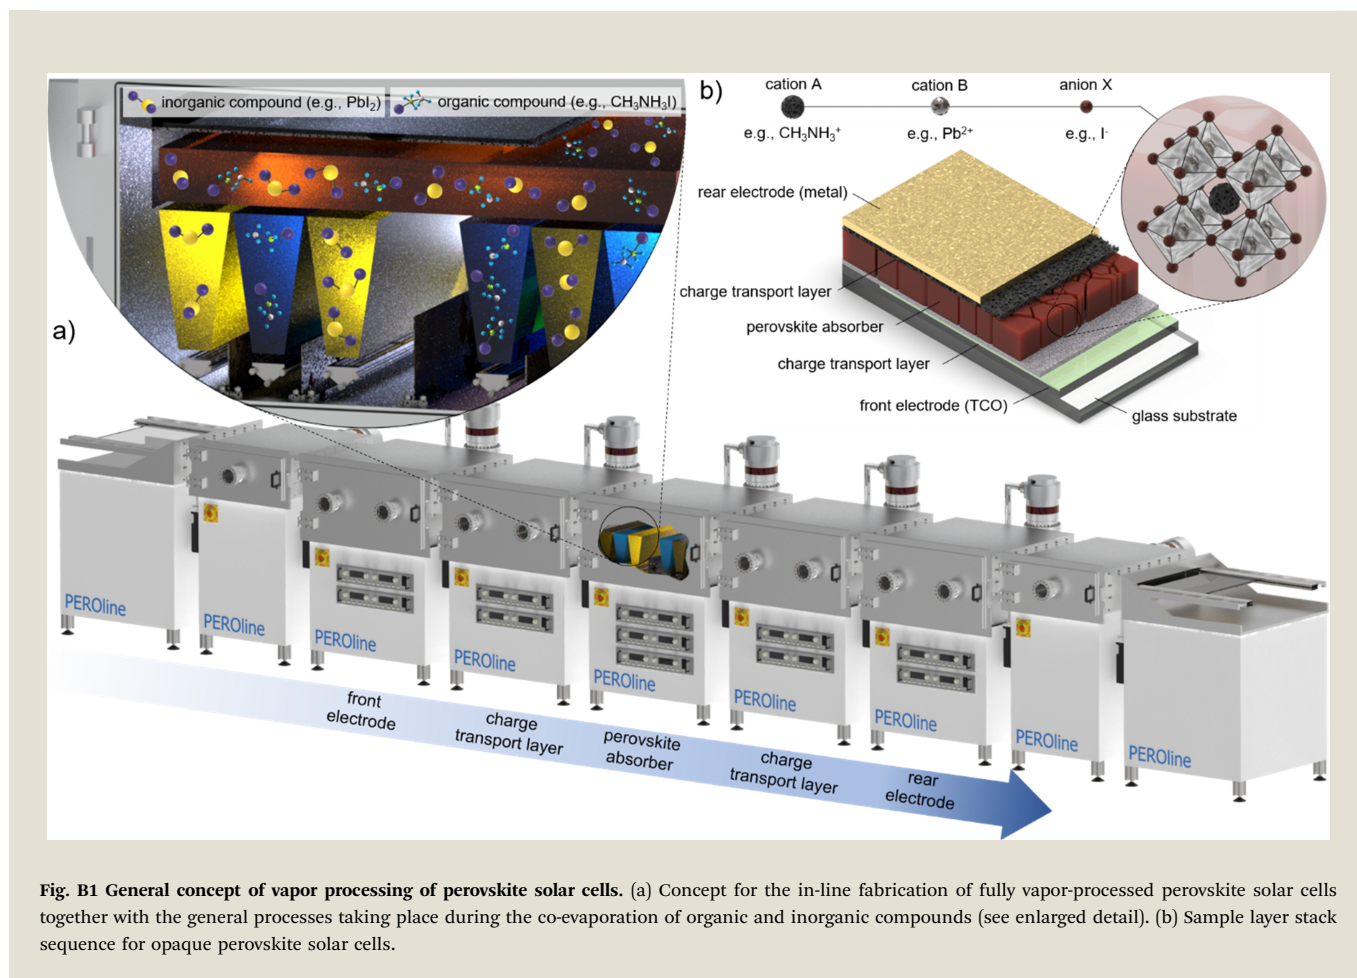 inorganic compound (e.g., PbI₂)
organic compound (e.g., CH₃NH₃I)
a)
b)
cation A
cation B
anion X
e.g., CH₃NH₃⁺
e.g., Pb²⁺
e.g., I⁻
rear electrode (metal)
charge transport layer
perovskite absorber
charge transport layer
front electrode (TCO)
glass substrate
PEROline
PEROline
PEROline
PEROline
PEROline
PEROline
PEROline
PEROline
PEROline
front
electrode
charge
transport layer
perovskite
absorber
charge
transport layer
rear
electrode
Fig. B1 General concept of vapor processing of perovskite solar cells. (a) Concept for the in-line fabrication of fully vapor-processed perovskite solar cells
together with the general processes taking place during the co-evaporation of organic and inorganic compounds (see enlarged detail). (b) Sample layer stack
sequence for opaque perovskite solar cells.